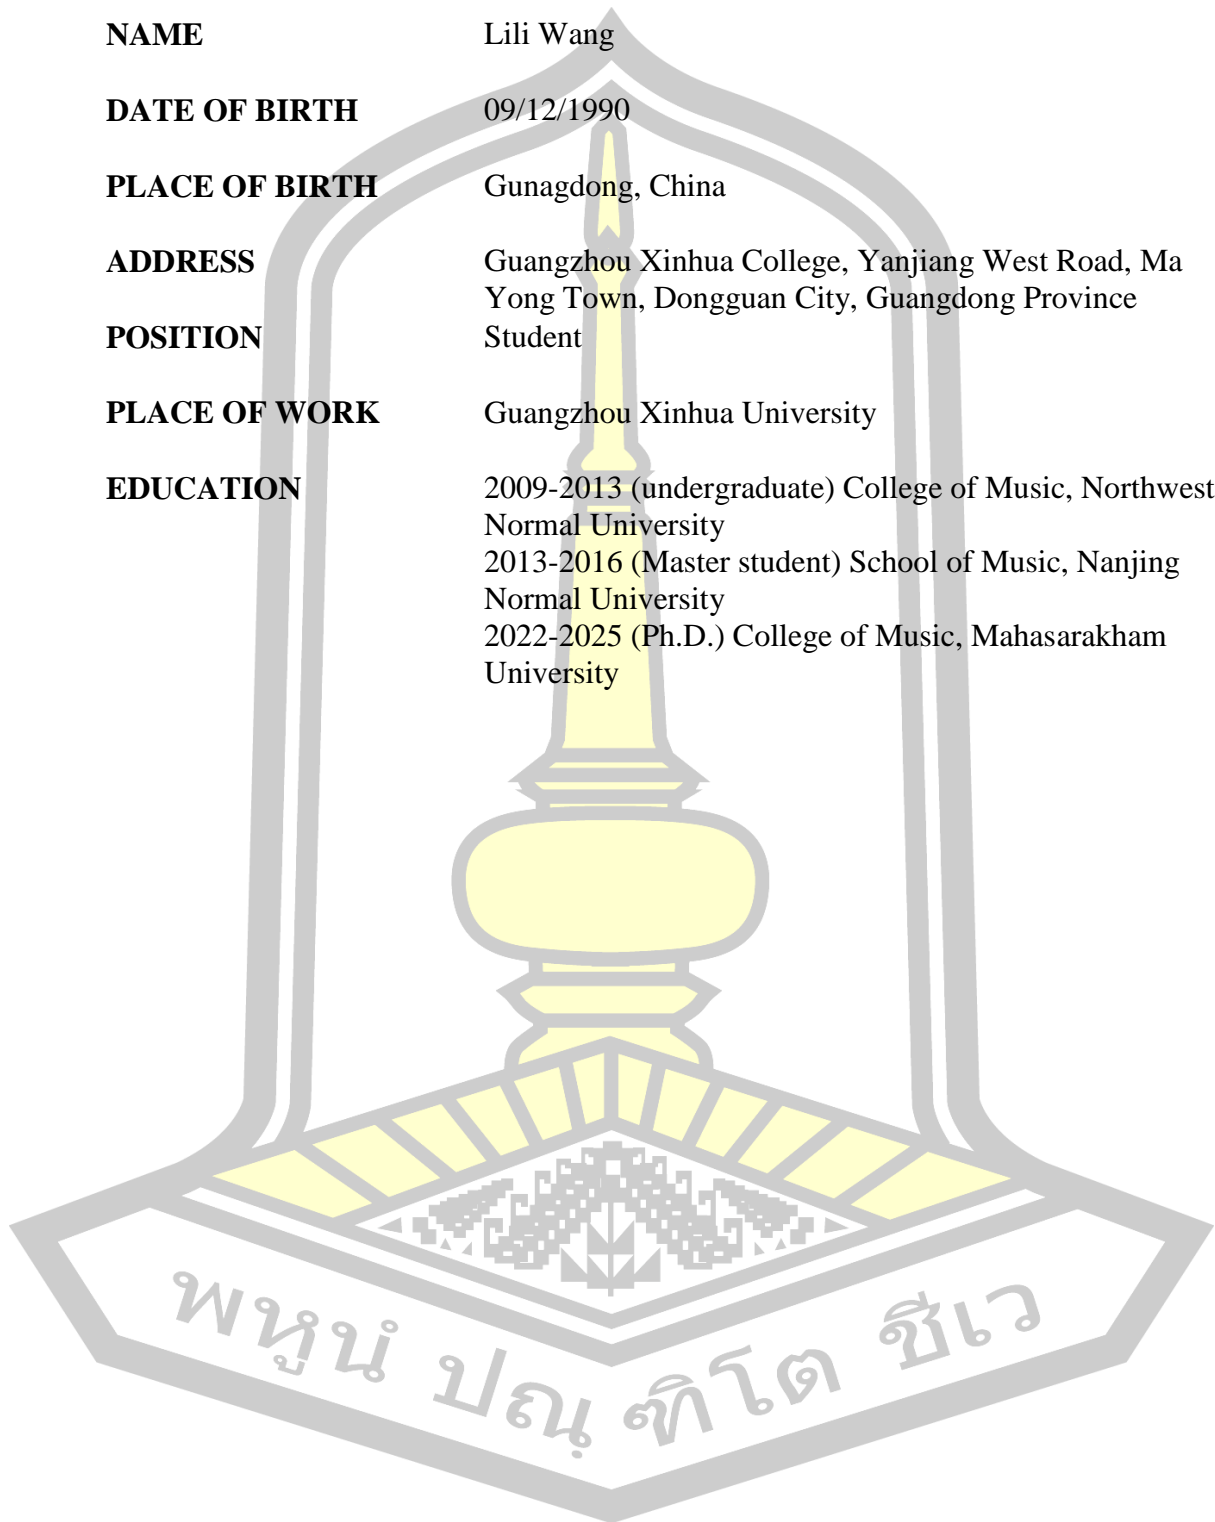 NAME Lili Wang
DATE OF BIRTH 09/12/1990
PLACE OF BIRTH Gunagdong, China
ADDRESS Guangzhou Xinhua College, Yanjiang West Road, Ma
Yong Town, Dongguan City, Guangdong Province
POSITION Student
PLACE OF WORK Guangzhou Xinhua University
EDUCATION 2009-2013 (undergraduate) College of Music, Northwest
Normal University
2013-2016 (Master student) School of Music, Nanjing
Normal University
2022-2025 (Ph.D.) College of Music, Mahasarakham
University
พหูนํ ปณฺ ฑิโต ชีเว